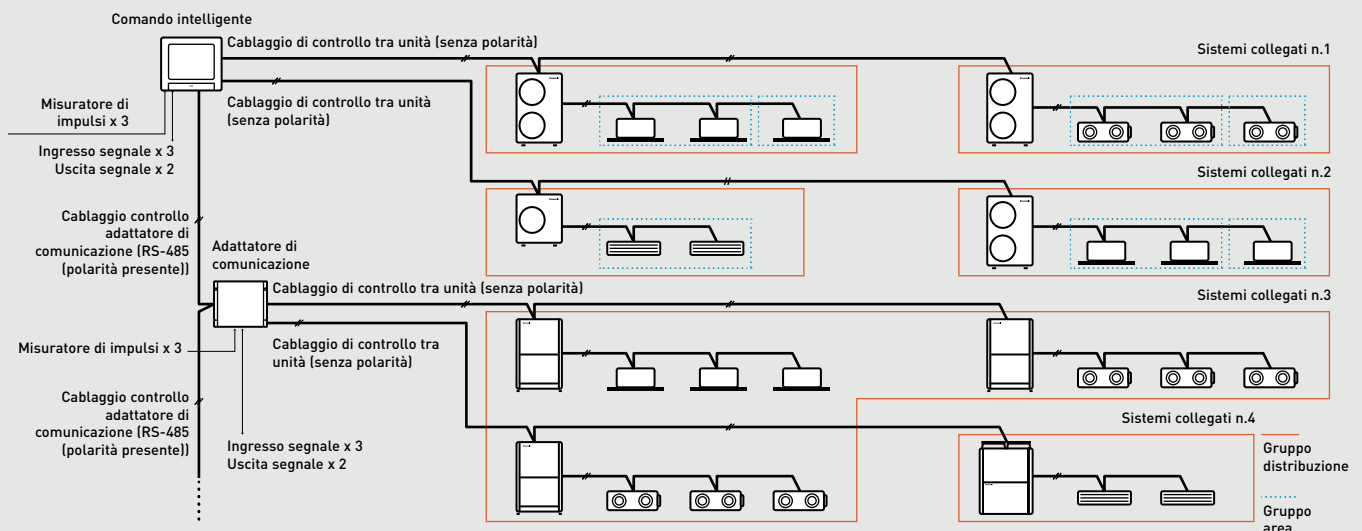 Comando intelligente
Cablaggio di controllo tra unità (senza polarità)
Sistemi collegati n.1
Misuratore di
impulsi x 3
Cablaggio di controllo tra unità
(senza polarità)
Ingresso segnale x 3
Uscita segnale x 2
Sistemi collegati n.2
Cablaggio controllo
adattatore di
comunicazione (RS-485
(polarità presente))
Adattatore di
comunicazione
Cablaggio di controllo tra unità (senza polarità)
Sistemi collegati n.3
Misuratore di impulsi x 3
Cablaggio di controllo tra
unità (senza polarità)
Cablaggio controllo
adattatore di
comunicazione (RS-485
(polarità presente))
Ingresso segnale x 3
Uscita segnale x 2
Sistemi collegati n.4
Gruppo
distribuzione
Gruppo
area